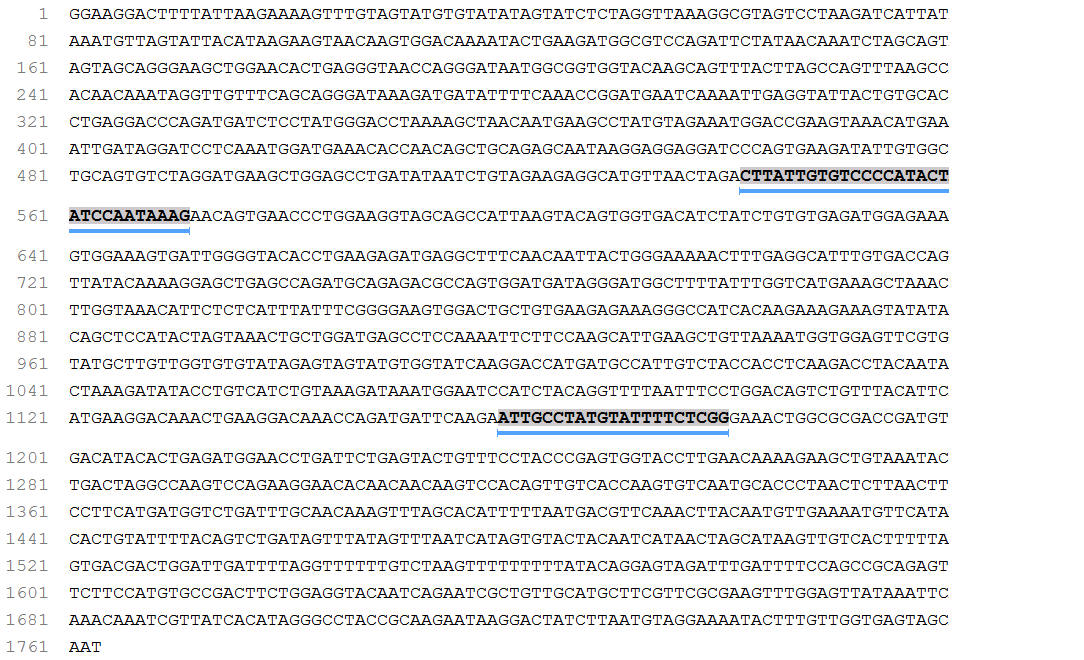 1 GGAAGGACTTTTATTAAGAAAAGTTTGTAGTATGTGTATATAGTATCTCTAGGTTAAAGGCGTAGTCCTAAGATCATTAT
81 AAATGTTAGTATTACATAAGAAGTAACAAGTGGACAAAATACTGAAGATGGCGTCCAGATTCTATAACAAATCTAGCAGT
161 AGTAGCAGGGAAGCTGGAACACTGAGGGTAACCAGGGATAATGGCGGTGGTACAAGCAGTTTACTTAGCCAGTTTAAGCC
241 ACAACAAATAGGTTGTTTCAGCAGGGATAAAGATGATATTTTCAAACCGGATGAATCAAAATTGAGGTATTACTGTGCAC
321 CTGAGGACCCAGATGATCTCCTATGGGACCTAAAAGCTAACAATGAAGCCTATGTAGAAATGGACCGAAGTAAACATGAA
401 ATTGATAGGATCCTCAAATGGATGAAACACCAACAGCTGCAGAGCAATAAGGAGGAGGATCCCAGTGAAGATATTGTGGC
481 TGCAGTGTCTAGGATGAAGCTGGAGCCTGATATAATCTGTAGAAGAGGCATGTTAACTAGACTTATTGTGTCCCCATACT
561 ATCCAATAAAGAACAGTGAACCCTGGAAGGTAGCAGCCATTAAGTACAGTGGTGACATCTATCTGTGTGAGATGGAGAAA
641 GTGGAAAGTGATTGGGGTACACCTGAAGAGATGAGGCTTTCAACAATTACTGGGAAAAACTTTGAGGCATTTGTGACCAG
721 TTATACAAAAGGAGCTGAGCCAGATGCAGAGACGCCAGTGGATGATAGGGATGGCTTTTATTTGGTCATGAAAGCTAAAC
801 TTGGTAAACATTCTCTCATTTATTTCGGGGAAGTGGACTGCTGTGAAGAGAAAGGGCCATCACAAGAAAGAAAGTATATA
881 CAGCTCCATACTAGTAAACTGCTGGATGAGCCTCCAAAATTCTTCCAAGCATTGAAGCTGTTAAAATGGTGGAGTTCGTG
961 TATGCTTGTTGGTGTGTATAGAGTAGTATGTGGTATCAAGGACCATGATGCCATTGTCTACCACCTCAAGACCTACAATA
1041 CTAAAGATATACCTGTCATCTGTAAAGATAAATGGAATCCATCTACAGGTTTTAATTTCCTGGACAGTCTGTTTACATTC
1121 ATGAAGGACAAACTGAAGGACAAACCAGATGATTCAAGAATTGCCTATGTATTTTCTCGGGAAACTGGCGCGACCGATGT
1201 GACATACACTGAGATGGAACCTGATTCTGAGTACTGTTTCCTACCCGAGTGGTACCTTGAACAAAAGAAGCTGTAAATAC
1281 TGACTAGGCCAAGTCCAGAAGGAACACAACAACAAGTCCACAGTTGTCACCAAGTGTCAATGCACCCTAACTCTTAACTT
1361 CCTTCATGATGGTCTGATTTGCAACAAAGTTTAGCACATTTTTAATGACGTTCAAACTTACAATGTTGAAAATGTTCATA
1441 CACTGTATTTTACAGTCTGATAGTTTATAGTTTAATCATAGTGTACTACAATCATAACTAGCATAAGTTGTCACTTTTTA
1521 GTGACGACTGGATTGATTTTAGGTTTTTTGTCTAAGTTTTTTTTTATACAGGAGTAGATTTGATTTTCCAGCCGCAGAGT
1601 TCTTCCATGTGCCGACTTCTGGAGGTACAATCAGAATCGCTGTTGCATGCTTCGTTCGCGAAGTTTGGAGTTATAAATTC
1681 AAACAAATCGTTATCACATAGGGCCTACCGCAAGAATAAGGACTATCTTAATGTAGGAAAATACTTTGTTGGTGAGTAGC
1761 AAT